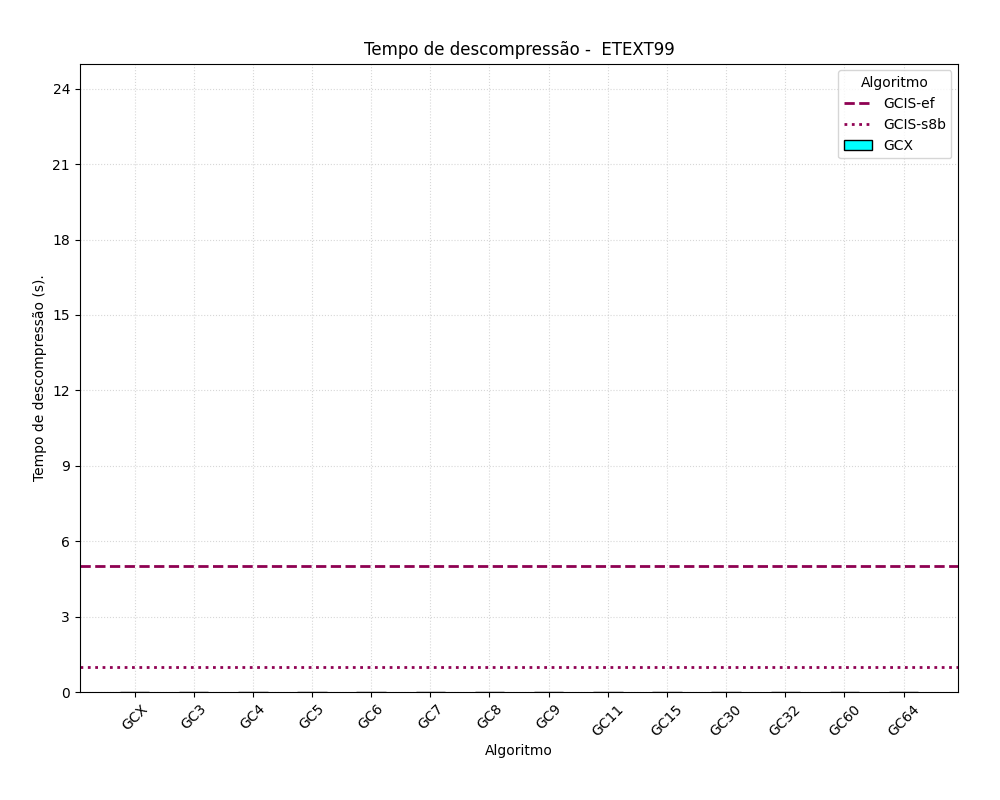 Tempo de descompressão -  ETEXT99
Algoritmo
GCIS-ef
GCIS-s8b
GCX
24
21
18
15
12
9
6
3
0
Tempo de descompressão (s).
GCX
GC3
GC4
GC5
GC6
GC7
GC8
GC9
GC11
GC15
GC30
GC32
GC60
GC64
Algoritmo